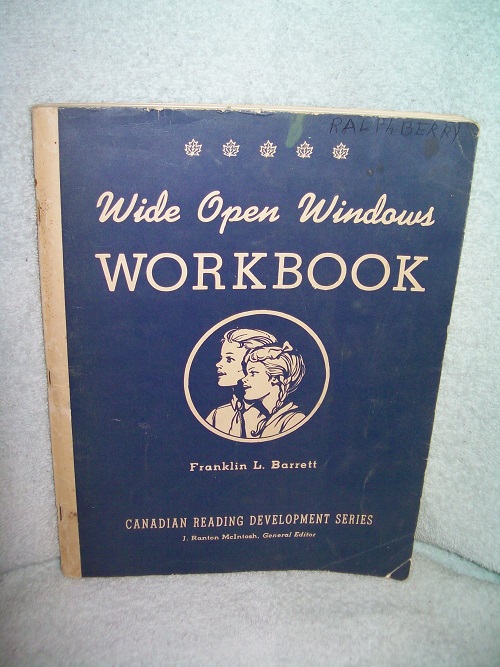 RALPH BERRY
Wide Open Windows
WORKBOOK
Franklin L. Barrett
CANADIAN READING DEVELOPMENT SERIES
J. Ranton McIntosh, General Editor